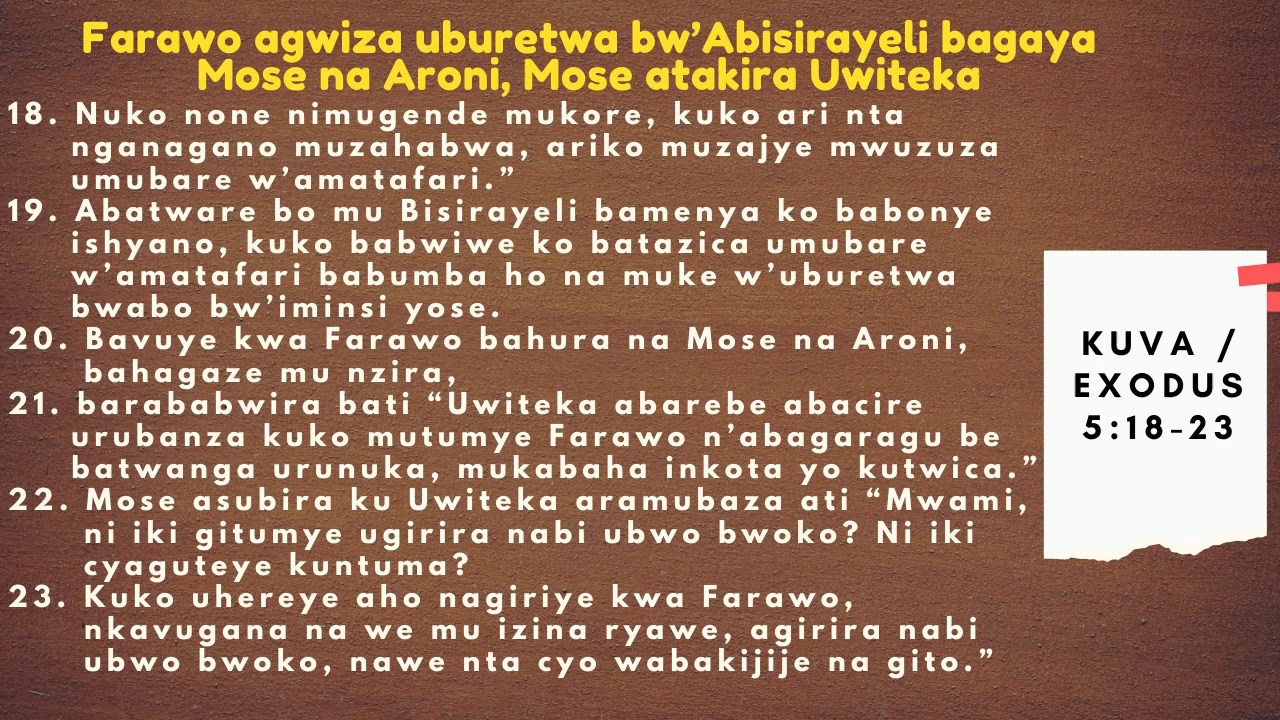 Farawo agwiza uburetwa bw’Abisirayeli bagaya
Mose na Aroni, Mose atakira Uwiteka
18. Nuko none nimugende mukore, kuko ari nta
nganagano muzahabwa, ariko muzajye mwuzuza
umubare w’amatafari.”
19. Abatware bo mu Bisirayeli bamenya ko babonye
ishyano, kuko babwiwe ko batazica umubare
w’amatafari babumba ho na muke w’uburetwa
bwabo bw’iminsi yose.
20. Bavuye kwa Farawo bahura na Mose na Aroni,
bahagaze mu nzira,
21. barababwira bati “Uwiteka abarebe abacire
urubanza kuko mutumye Farawo n’abagaragu be
batwanga urunuka, mukabaha inkota yo kutwica.”
22. Mose asubira ku Uwiteka aramubaza ati “Mwami,
ni iki gitumye ugirira nabi ubwo bwoko? Ni iki
cyaguteye kuntuma?
23. Kuko uhereye aho nagiriye kwa Farawo,
nkavugana na we mu izina ryawe, agirira nabi
ubwo bwoko, nawe nta cyo wabakijije na gito.”
KUVA /
EXODUS
5:18-23